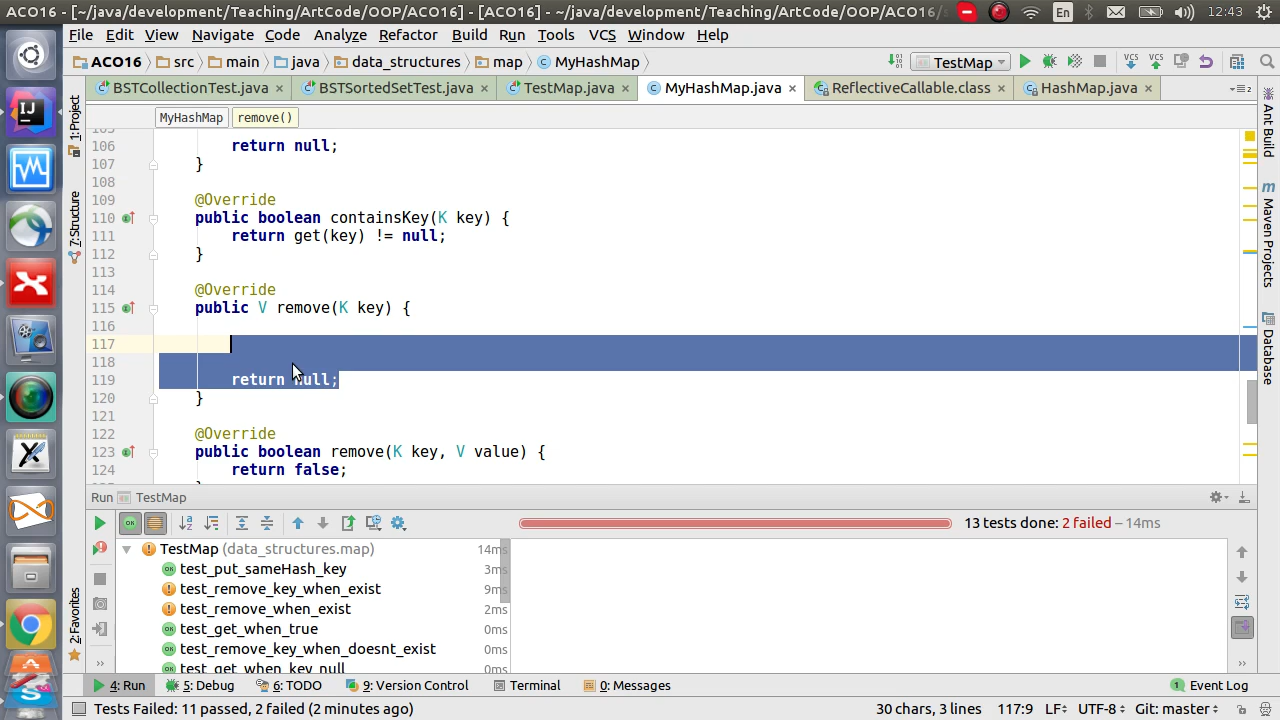 ACO16 - [~/java/development/Teaching/ArtCode/OOP/ACO16] - [ACO16] - ~/java/development/Teaching/ArtCode/OOP/ACO16/s En 12:43
File Edit View Navigate Code Analyze Refactor Build Run Tools VCS Window Help
ACO16 src main java data_structures map MyHashMap TestMap VCS VCS
BSTCollectionTest.java BSTSortedSetTest.java TestMap.java MyHashMap.java ReflectiveCallable.class HashMap.java
MyHashMap remove()
1: Project
7: Structure
2: Favorites
Ant Build
Maven Projects
Database
105
106 return null;
107 }
108
109 @Override
110 public boolean containsKey(K key) {
111 return get(key) != null;
112 }
113
114 @Override
115 public V remove(K key) {
116
117
118
119 return null;
120 }
121
122 @Override
123 public boolean remove(K key, V value) {
124 return false;
Run TestMap
13 tests done: 2 failed – 14ms
TestMap (data_structures.map) 14ms
test_put_sameHash_key 3ms
test_remove_key_when_exist 9ms
test_remove_when_exist 2ms
test_get_when_true 0ms
test_remove_key_when_doesnt_exist 0ms
test_get_when_key_null 0ms
4: Run 5: Debug 6: TODO 9: Version Control Terminal 0: Messages 1 Event Log
Tests Failed: 11 passed, 2 failed (2 minutes ago) 30 chars, 3 lines 117:9 LF UTF-8 Git: master